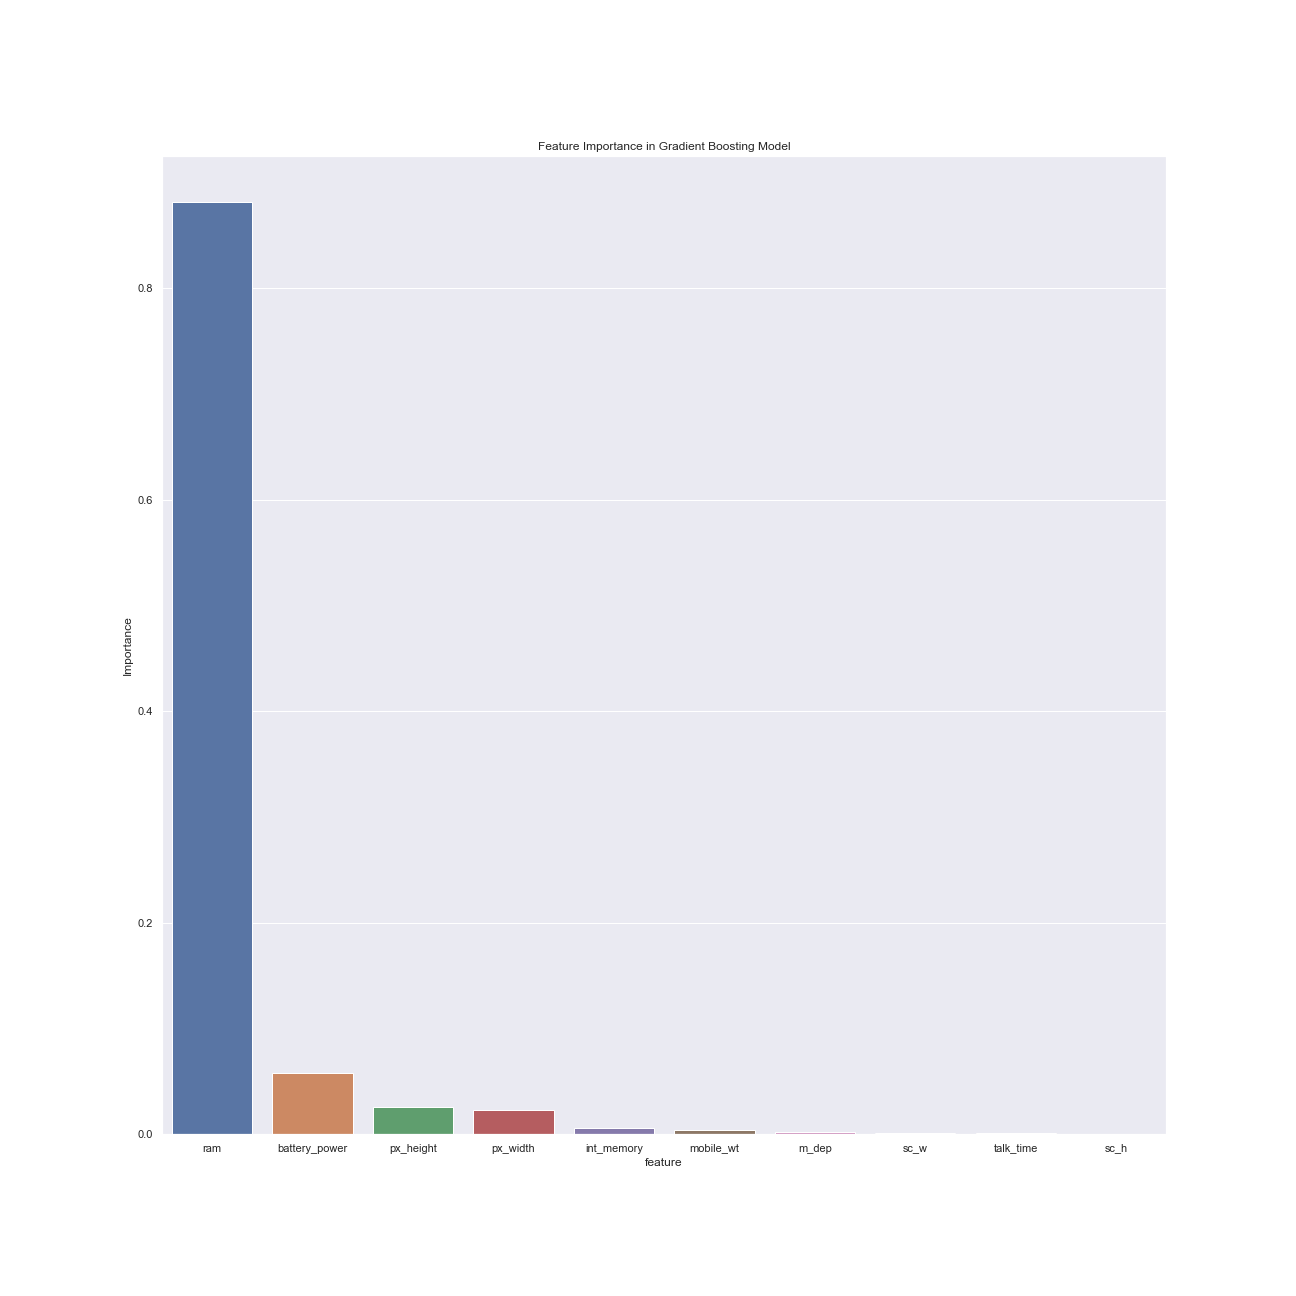 Feature Importance in Gradient Boosting Model
0.8
0.6
0.4
0.2
0.0
Importance
ram battery_power px_height px_width int_memory mobile_wt m_dep sc_w talk_time sc_h
feature